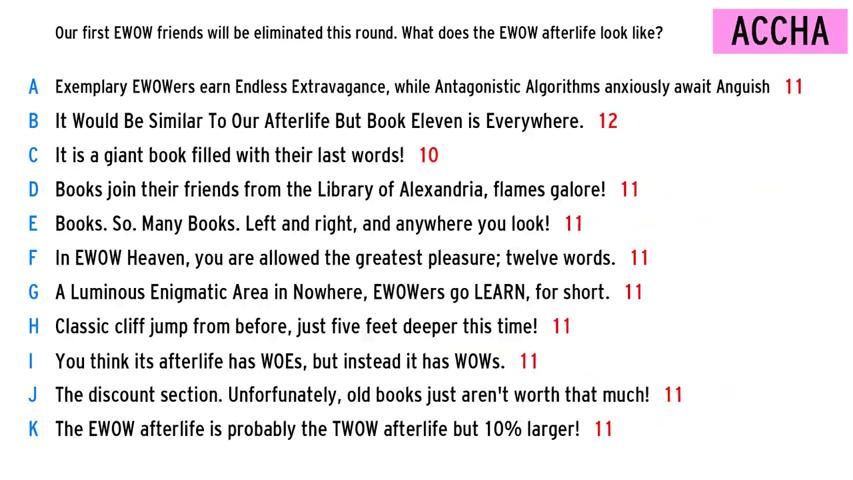 Our first EWOW friends will be eliminated this round. What does the EWOW afterlife look like?
ACCHA
A Exemplary EWOWers earn Endless Extravagance, while Antagonistic Algorithms anxiously await Anguish 11
B It Would Be Similar To Our Afterlife But Book Eleven is Everywhere. 12
C It is a giant book filled with their last words! 10
D Books join their friends from the Library of Alexandria, flames galore! 11
E Books. So. Many Books. Left and right, and anywhere you look! 11
F In EWOW Heaven, you are allowed the greatest pleasure; twelve words. 11
G A Luminous Enigmatic Area in Nowhere, EWOWers go LEARN, for short. 11
H Classic cliff jump from before, just five feet deeper this time! 11
I You think its afterlife has WOEs, but instead it has WOWs. 11
J The discount section. Unfortunately, old books just aren't worth that much! 11
K The EWOW afterlife is probably the TWOW afterlife but 10% larger! 11